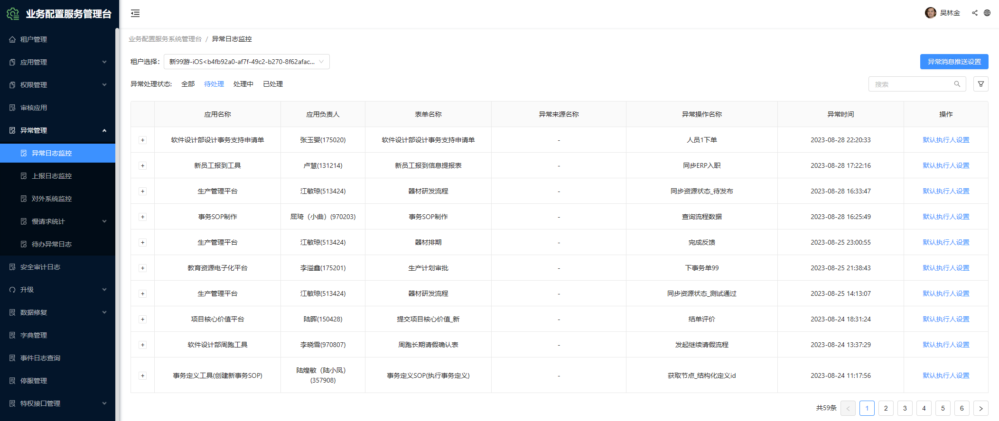 业务配置服务管理台
吴林金
租户管理
应用管理
权限管理
审核应用
异常管理
异常日志监控
上报日志监控
对外系统监控
慢请求统计
待办异常日志
安全审计日志
升级
数据修复
字典管理
事件日志查询
停服管理
特权接口管理
业务配置服务系统管理台 / 异常日志监控
租户选择: 新99游-iOS<b4fb92a0-af7f-49c2-b270-8f62afac... 异常消息推送设置
异常处理状态: 全部 待处理 处理中 已处理 搜索
应用名称 应用负责人 表单名称 异常来源名称 异常操作名称 异常时间 操作
+ 软件设计部设计事务支持申请单 张玉婴(175020) 软件设计部设计事务支持申请单 - 人员1下单 2023-08-28 22:20:33 默认执行人设置
+ 新员工报到工具 卢慧(131214) 新员工报到信息提报表 - 同步ERP入职 2023-08-28 17:22:16 默认执行人设置
+ 生产管理平台 江敏琼(513424) 器材研发流程 - 同步资源状态_待发布 2023-08-28 16:33:47 默认执行人设置
+ 事务SOP制作 屈琦（小曲）(970203) 事务SOP制作 - 查询流程数据 2023-08-28 16:25:49 默认执行人设置
+ 生产管理平台 江敏琼(513424) 器材排期 - 完成反馈 2023-08-25 23:00:55 默认执行人设置
+ 教育资源电子化平台 李溢鑫(175201) 生产计划审批 - 下事务单99 2023-08-25 21:38:43 默认执行人设置
+ 生产管理平台 江敏琼(513424) 器材研发流程 - 同步资源状态_测试通过 2023-08-25 14:13:07 默认执行人设置
+ 项目核心价值平台 陆晖(150428) 提交项目核心价值_新 - 结单评价 2023-08-24 18:31:24 默认执行人设置
+ 软件设计部周跑工具 李晓雪(970807) 周跑长期请假确认表 - 发起继续请假流程 2023-08-24 13:37:29 默认执行人设置
+ 事务定义工具(创建新事务SOP) 陆煌敏（陆小凤）(357908) 事务定义SOP(执行事务定义) - 获取节点_结构化定义id 2023-08-24 11:17:56 默认执行人设置
共59条 < 1 2 3 4 5 6 >